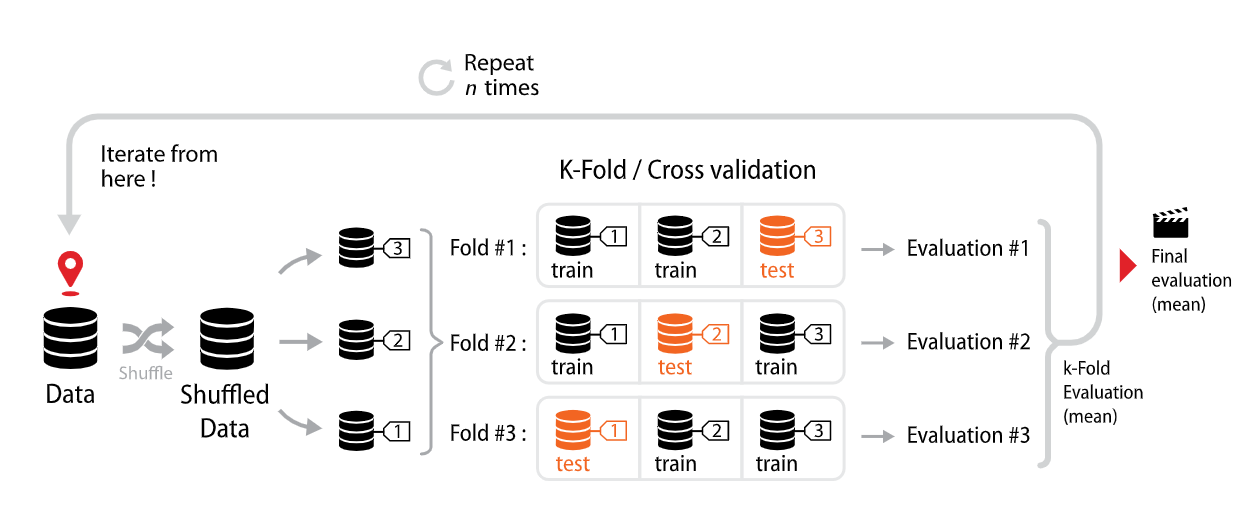 Repeat
n times
Iterate from
here !
K-Fold / Cross validation
Data
Shuffle
Shuffled
Data
3
2
1
Fold #1 :
1
2
3
train
train
test
Evaluation #1
Fold #2 :
1
2
3
train
test
train
Evaluation #2
Fold #3 :
1
2
3
test
train
train
Evaluation #3
k-Fold
Evaluation
(mean)
Final
evaluation
(mean)